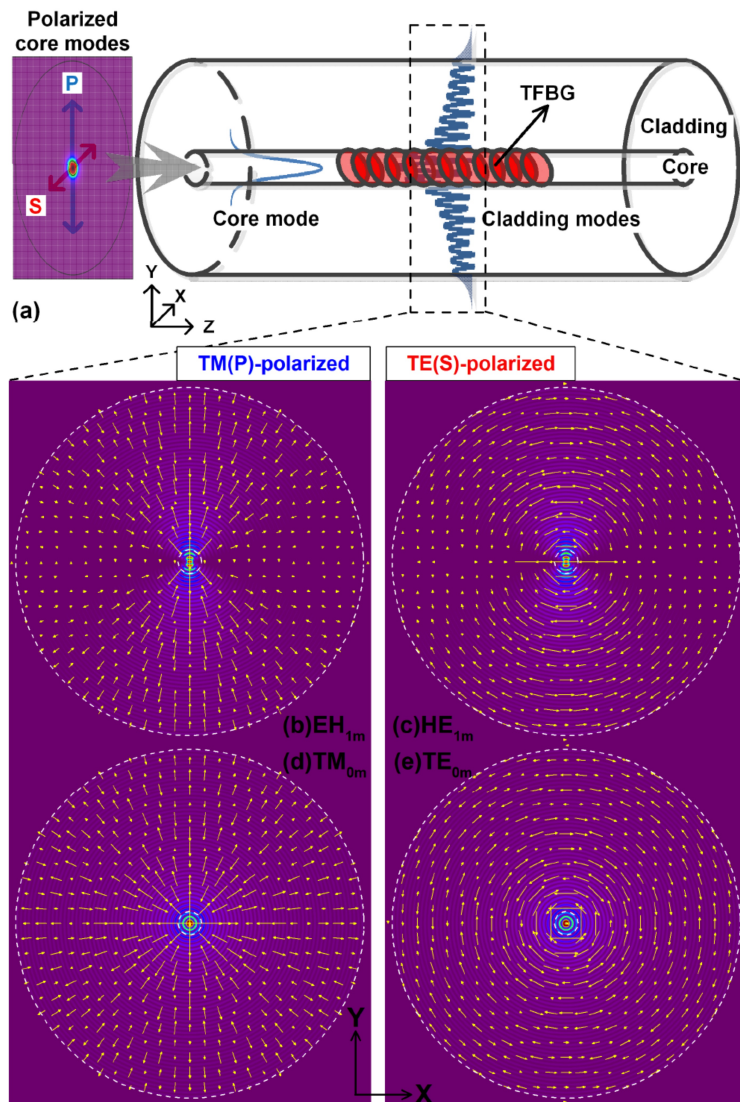 Polarized
core modes
P
S
TFBG
Cladding
Core
Core mode
Cladding modes
Y
X
Z
(a)
TM(P)-polarized
TE(S)-polarized
(b)EH1m
(c)HE1m
(d)TM0m
(e)TE0m
Y
X